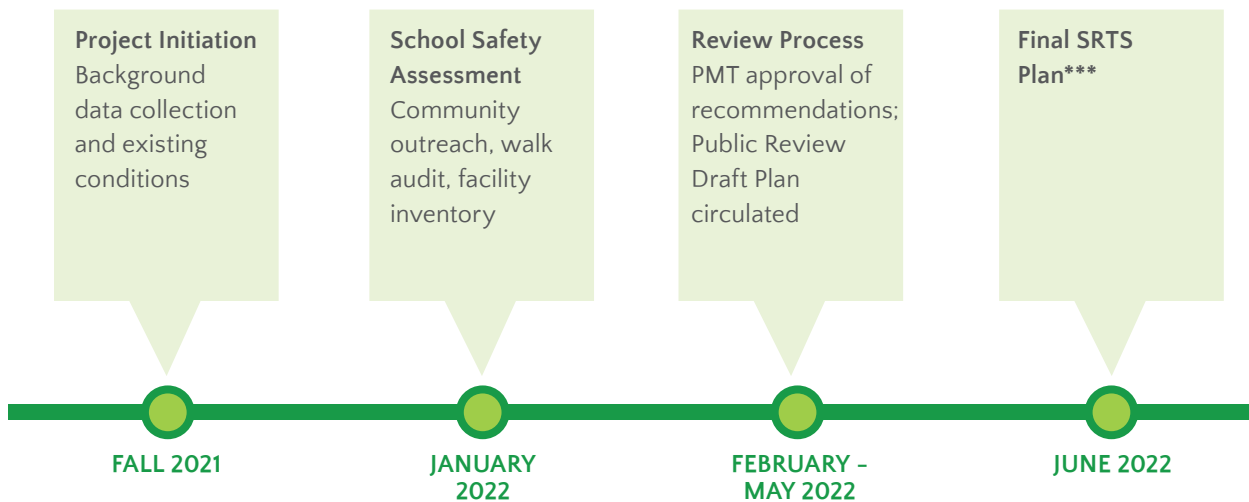 Project Initiation
Background
data collection
and existing
conditions
School Safety
Assessment
Community
outreach, walk
audit, facility
inventory
Review Process
PMT approval of
recommendations;
Public Review
Draft Plan
circulated
Final SRTS
Plan***
FALL 2021
JANUARY
2022
FEBRUARY -
MAY 2022
JUNE 2022